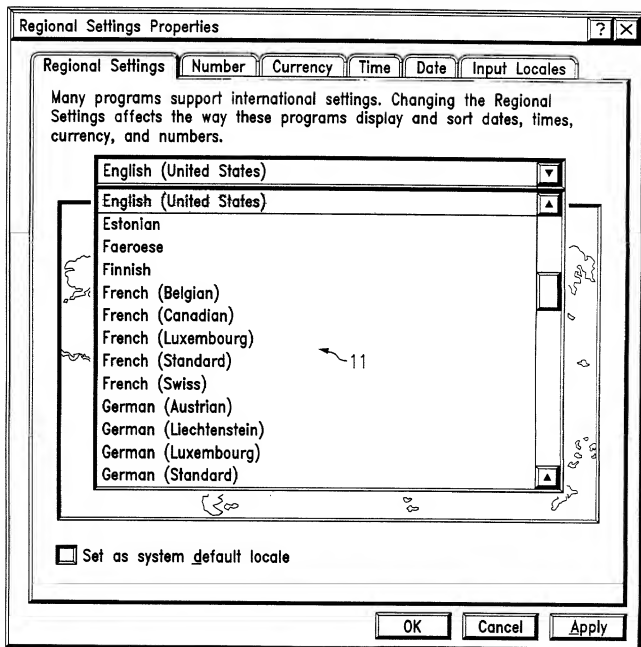 Regional Settings Properties
?
X
Regional Settings
Number
Currency
Time
Date
Input Locales
Many programs support international settings. Changing the Regional
Settings affects the way these programs display and sort dates, times,
currency, and numbers.
English (United States)
English (United States)
Estonian
Faeroese
Finnish
French (Belgian)
French (Canadian)
French (Luxembourg)
French (Standard)
11
French (Swiss)
German (Austrian)
German (Liechtenstein)
German (Luxembourg)
German (Standard)
Set as system default locale
OK
Cancel
Apply